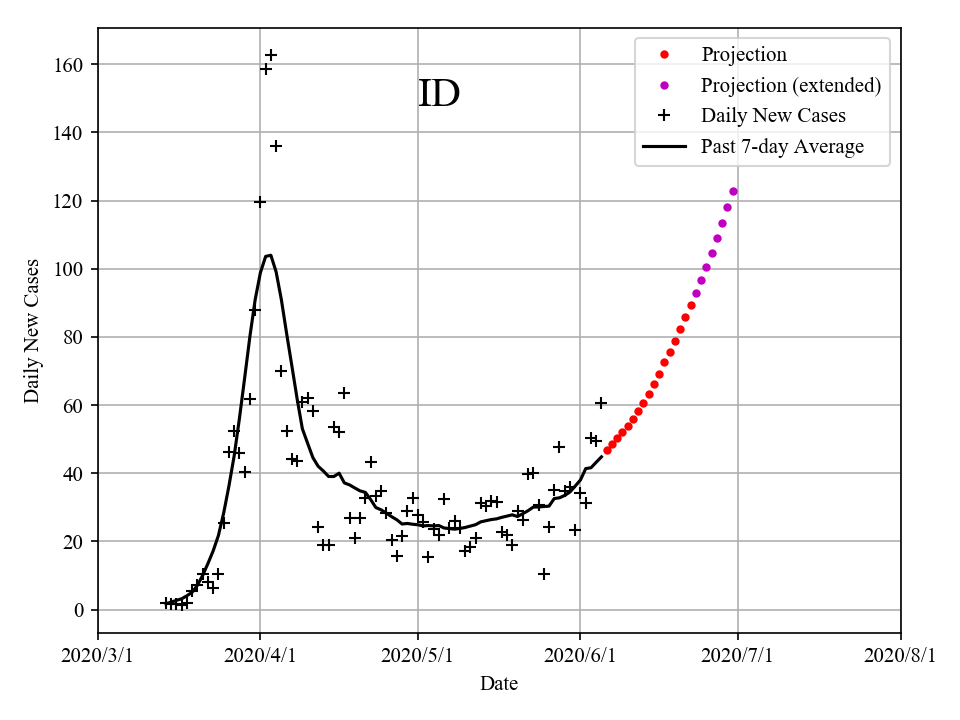 ID
Projection
Projection (extended)
Daily New Cases
Past 7-day Average
160
140
120
100
80
60
40
20
0
Daily New Cases
2020/3/1 2020/4/1 2020/5/1 2020/6/1 2020/7/1 2020/8/1
Date